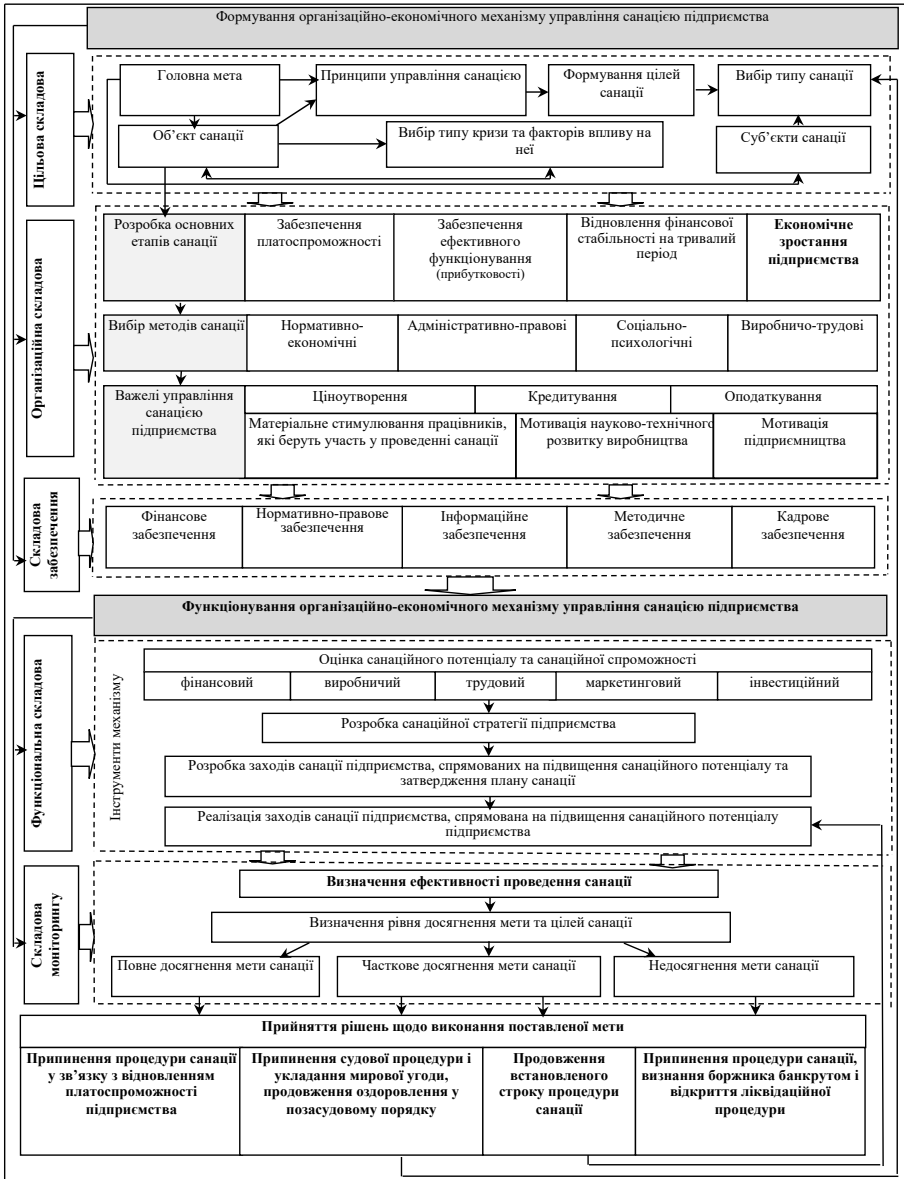 Формування організаційно-економічного механізму управління санацією підприємства
Цільова складова
Головна мета
Принципи управління санацією
Формування цілей
санації
Вибір типу санації
Об’єкт санації
Вибір типу кризи та факторів впливу на
неї
Суб’єкти санації
Організаційна складова
Розробка основних
етапів санації
Забезпечення
платоспроможності
Забезпечення
ефективного
функціонування
(прибутковості)
Відновлення фінансової
стабільності на тривалий
період
Економічне
зростання
підприємства
Вибір методів санації
Нормативно-
економічні
Адміністративно-правові
Соціально-
психологічні
Виробничо-трудові
Важелі управління
санацією
підприємства
Ціноутворення
Кредитування
Оподаткування
Матеріальне стимулювання працівників,
які беруть участь у проведенні санації
Мотивація науково-технічного
розвитку виробництва
Мотивація
підприємництва
Складова
забезпечення
Фінансове
забезпечення
Нормативно-правове
забезпечення
Інформаційне
забезпечення
Методичне
забезпечення
Кадрове
забезпечення
Функціонування організаційно-економічного механізму управління санацією підприємства
Функціональна складова
Інструменти механізму
Оцінка санаційного потенціалу та санаційної спроможності
фінансовий
виробничий
трудовий
маркетинговий
інвестиційний
Розробка санаційної стратегії підприємства
Розробка заходів санації підприємства, спрямованих на підвищення санаційного потенціалу та
затвердження плану санації
Реалізація заходів санації підприємства, спрямована на підвищення санаційного потенціалу
підприємства
Складова
моніторингу
Визначення ефективності проведення санації
Визначення рівня досягнення мети та цілей санації
Повне досягнення мети санації
Часткове досягнення мети санації
Недосягнення мети санації
Прийняття рішень щодо виконання поставленої мети
Припинення процедури санації
у зв’язку з відновленням
платоспроможності
підприємства
Припинення судової процедури і
укладання мирової угоди,
продовження оздоровлення у
позасудовому порядку
Продовження
встановленого
строку процедури
санації
Припинення процедури санації,
визнання боржника банкрутом і
відкриття ліквідаційної
процедури